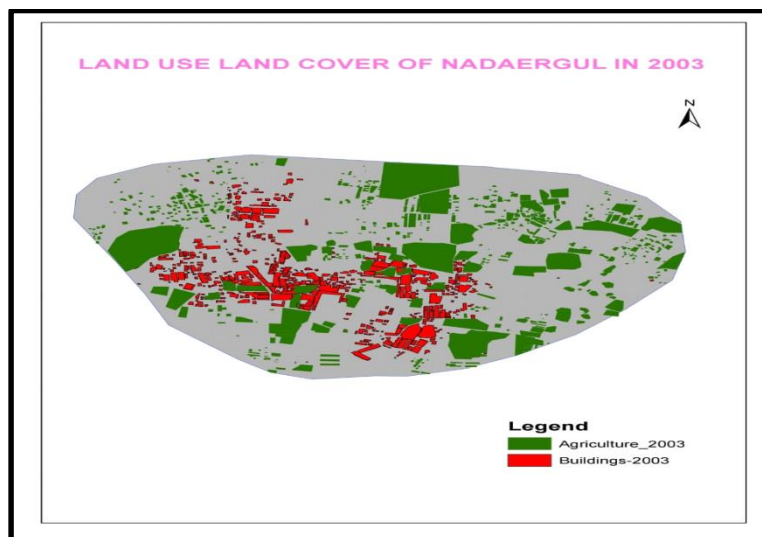 LAND USE LAND COVER OF NADAERGUL IN 2003
N
Legend
Agriculture_2003
Buildings-2003